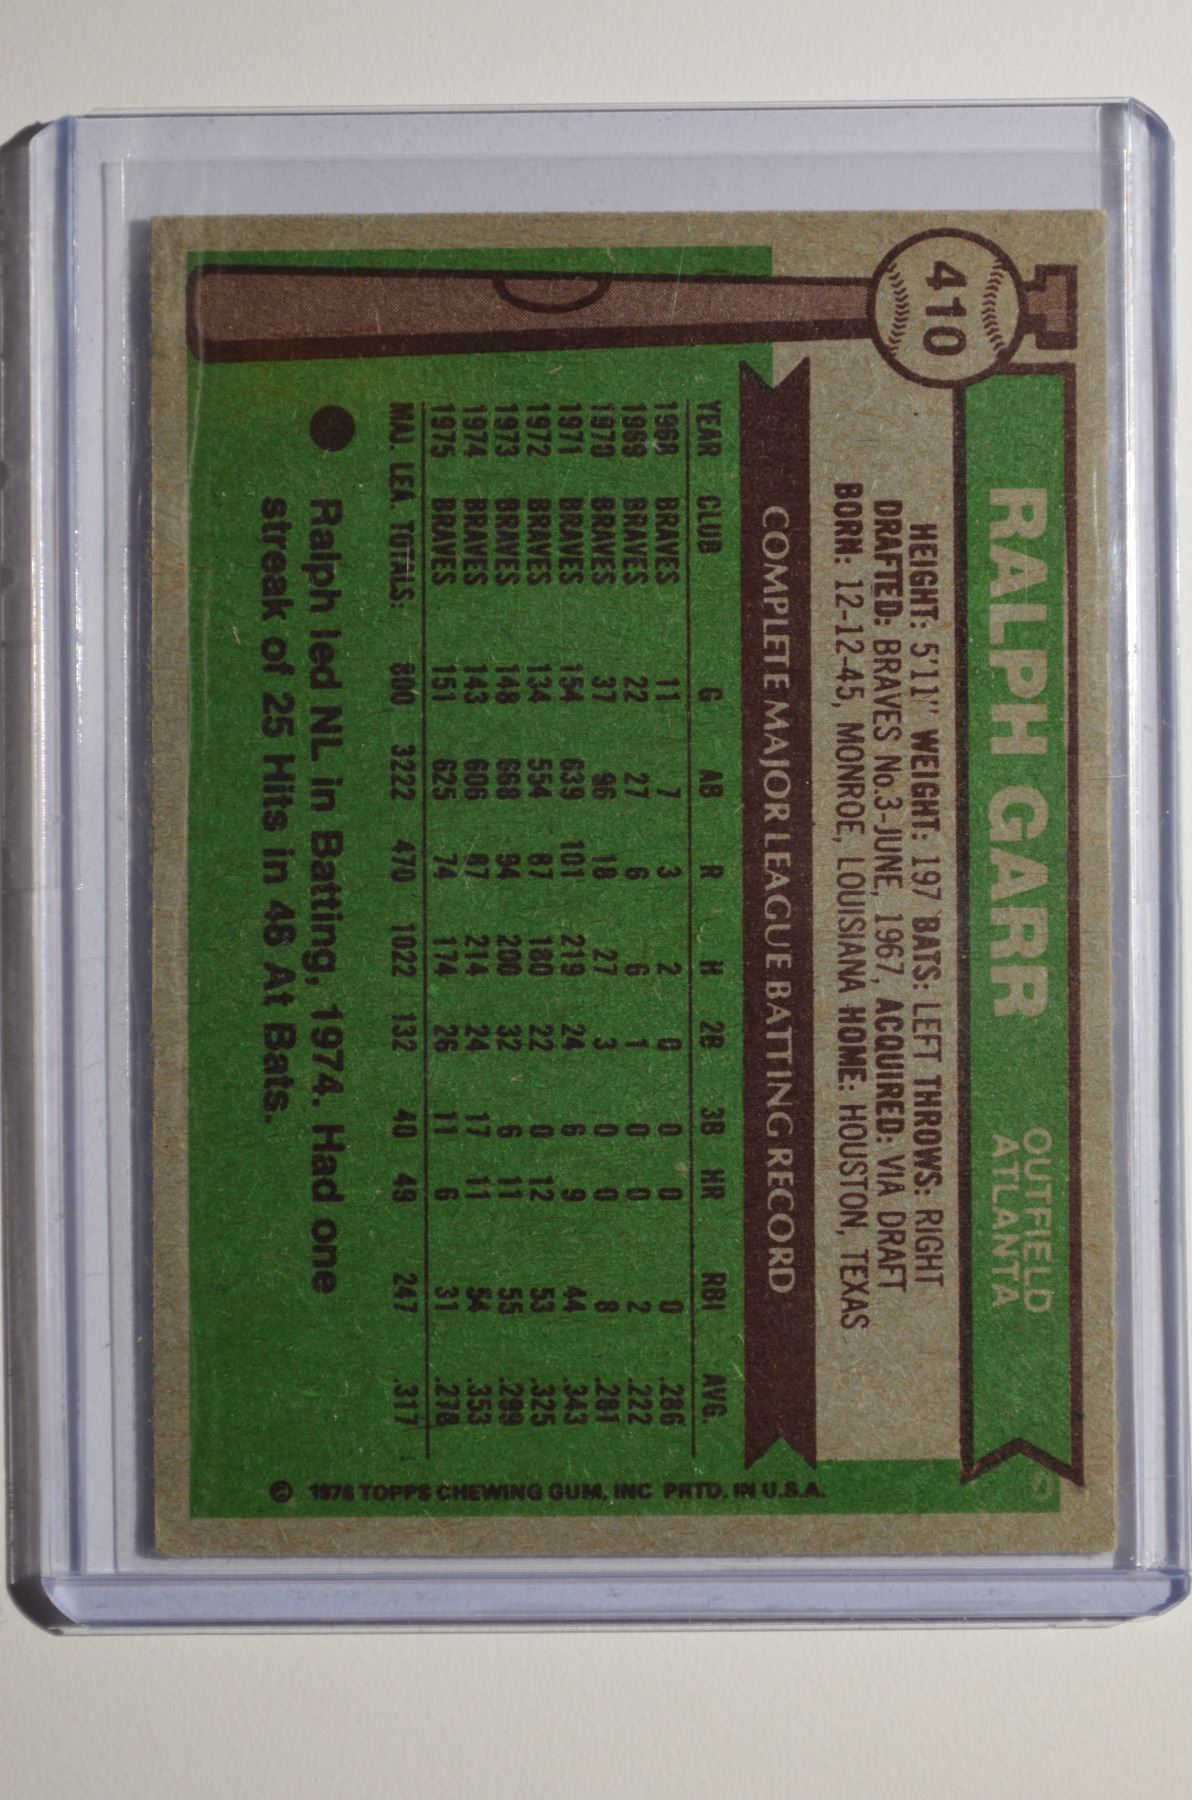 410
RALPH GARR
OUTFIELD
ATLANTA
HEIGHT: 5'11" WEIGHT: 197 BATS: LEFT THROWS: RIGHT
DRAFTED: BRAVES No.3-JUNE, 1967, ACQUIRED: VIA DRAFT
BORN: 12-12-45, MONROE, LOUISIANA HOME: HOUSTON, TEXAS
COMPLETE MAJOR LEAGUE BATTING RECORD
YEAR CLUB G AB R H 2B 3B HR RBI AVG.
1968 BRAVES 11 7 3 2 0 0 0 0 .286
1969 BRAVES 22 27 6 6 1 0 0 2 .222
1970 BRAVES 37 96 18 27 3 0 0 8 .281
1971 BRAVES 154 639 101 219 24 6 9 44 .343
1972 BRAVES 134 554 87 180 22 0 12 53 .325
1973 BRAVES 148 668 94 200 32 6 11 55 .299
1974 BRAVES 143 606 87 214 24 17 11 54 .353
1975 BRAVES 151 625 74 174 26 11 6 31 .278
MAJ. LEA. TOTALS: 800 3222 470 1022 132 40 49 247 .317
Ralph led NL in Batting, 1974. Had one
streak of 25 Hits in 46 At Bats.
© 1976 TOPPS CHEWING GUM, INC PRTD. IN U.S.A.